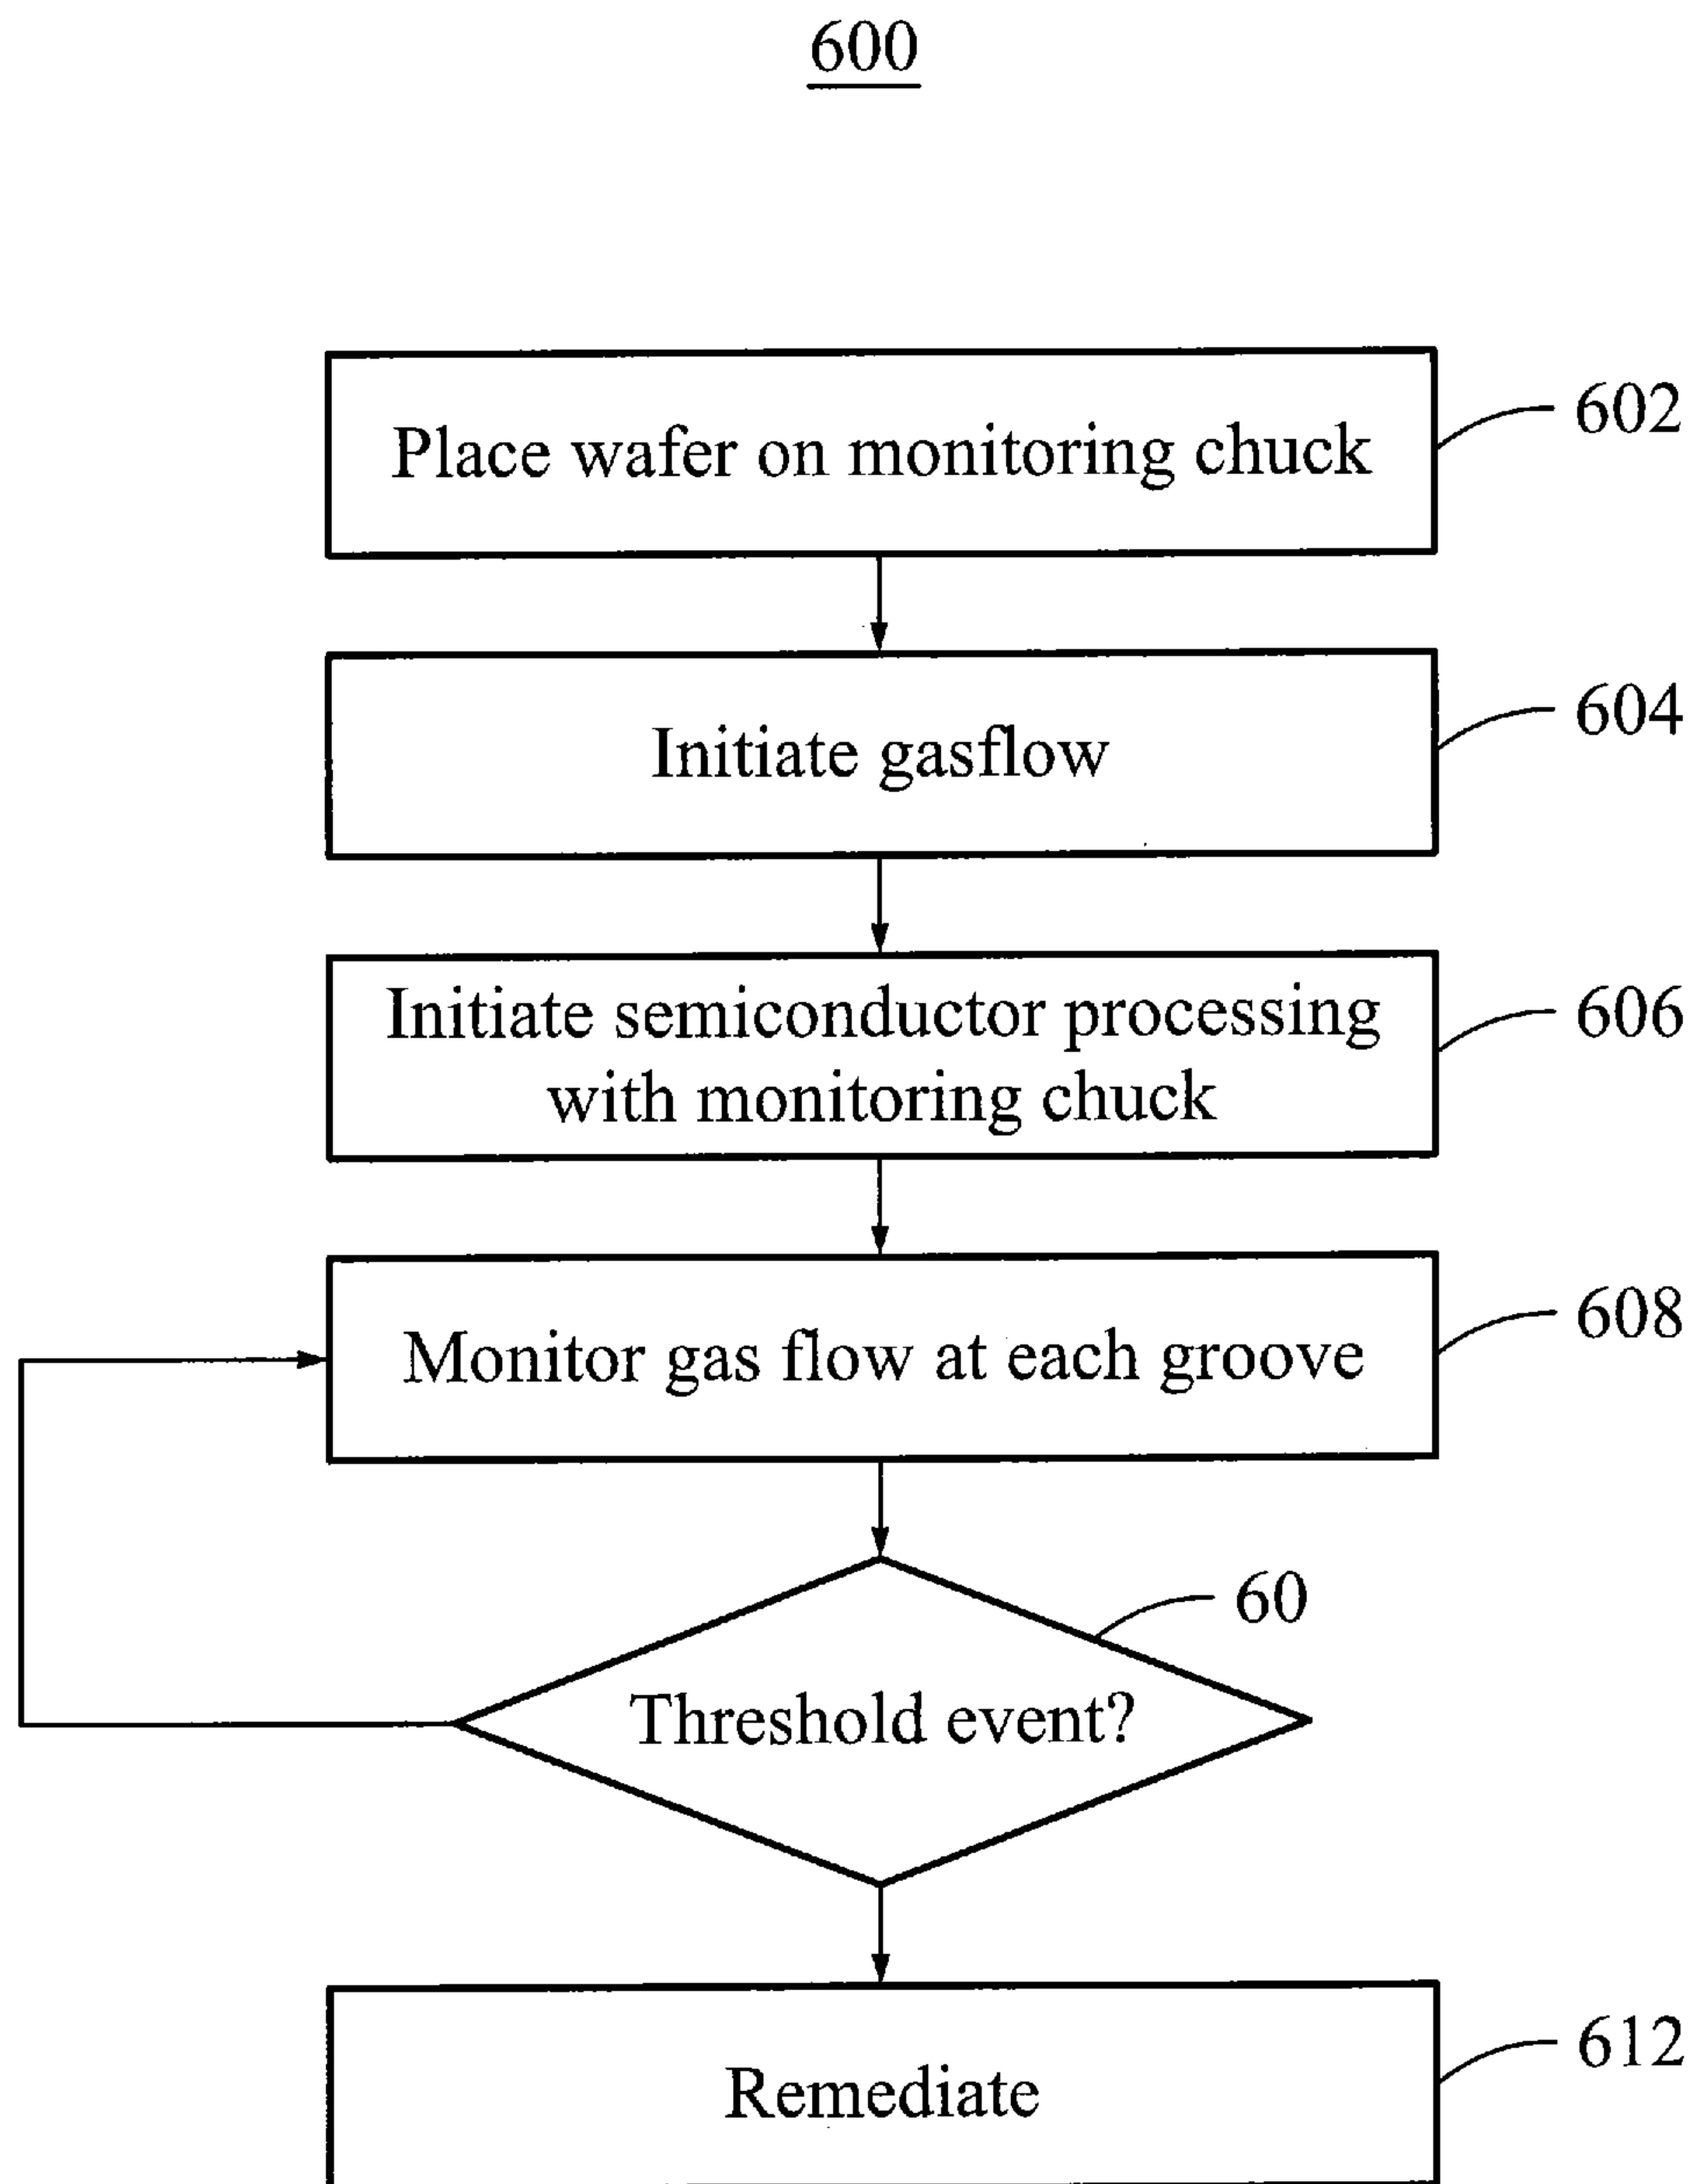 600
Place wafer on monitoring chuck
602
Initiate gasflow
604
Initiate semiconductor processing
with monitoring chuck
606
Monitor gas flow at each groove
608
60
Threshold event?
Remediate
612